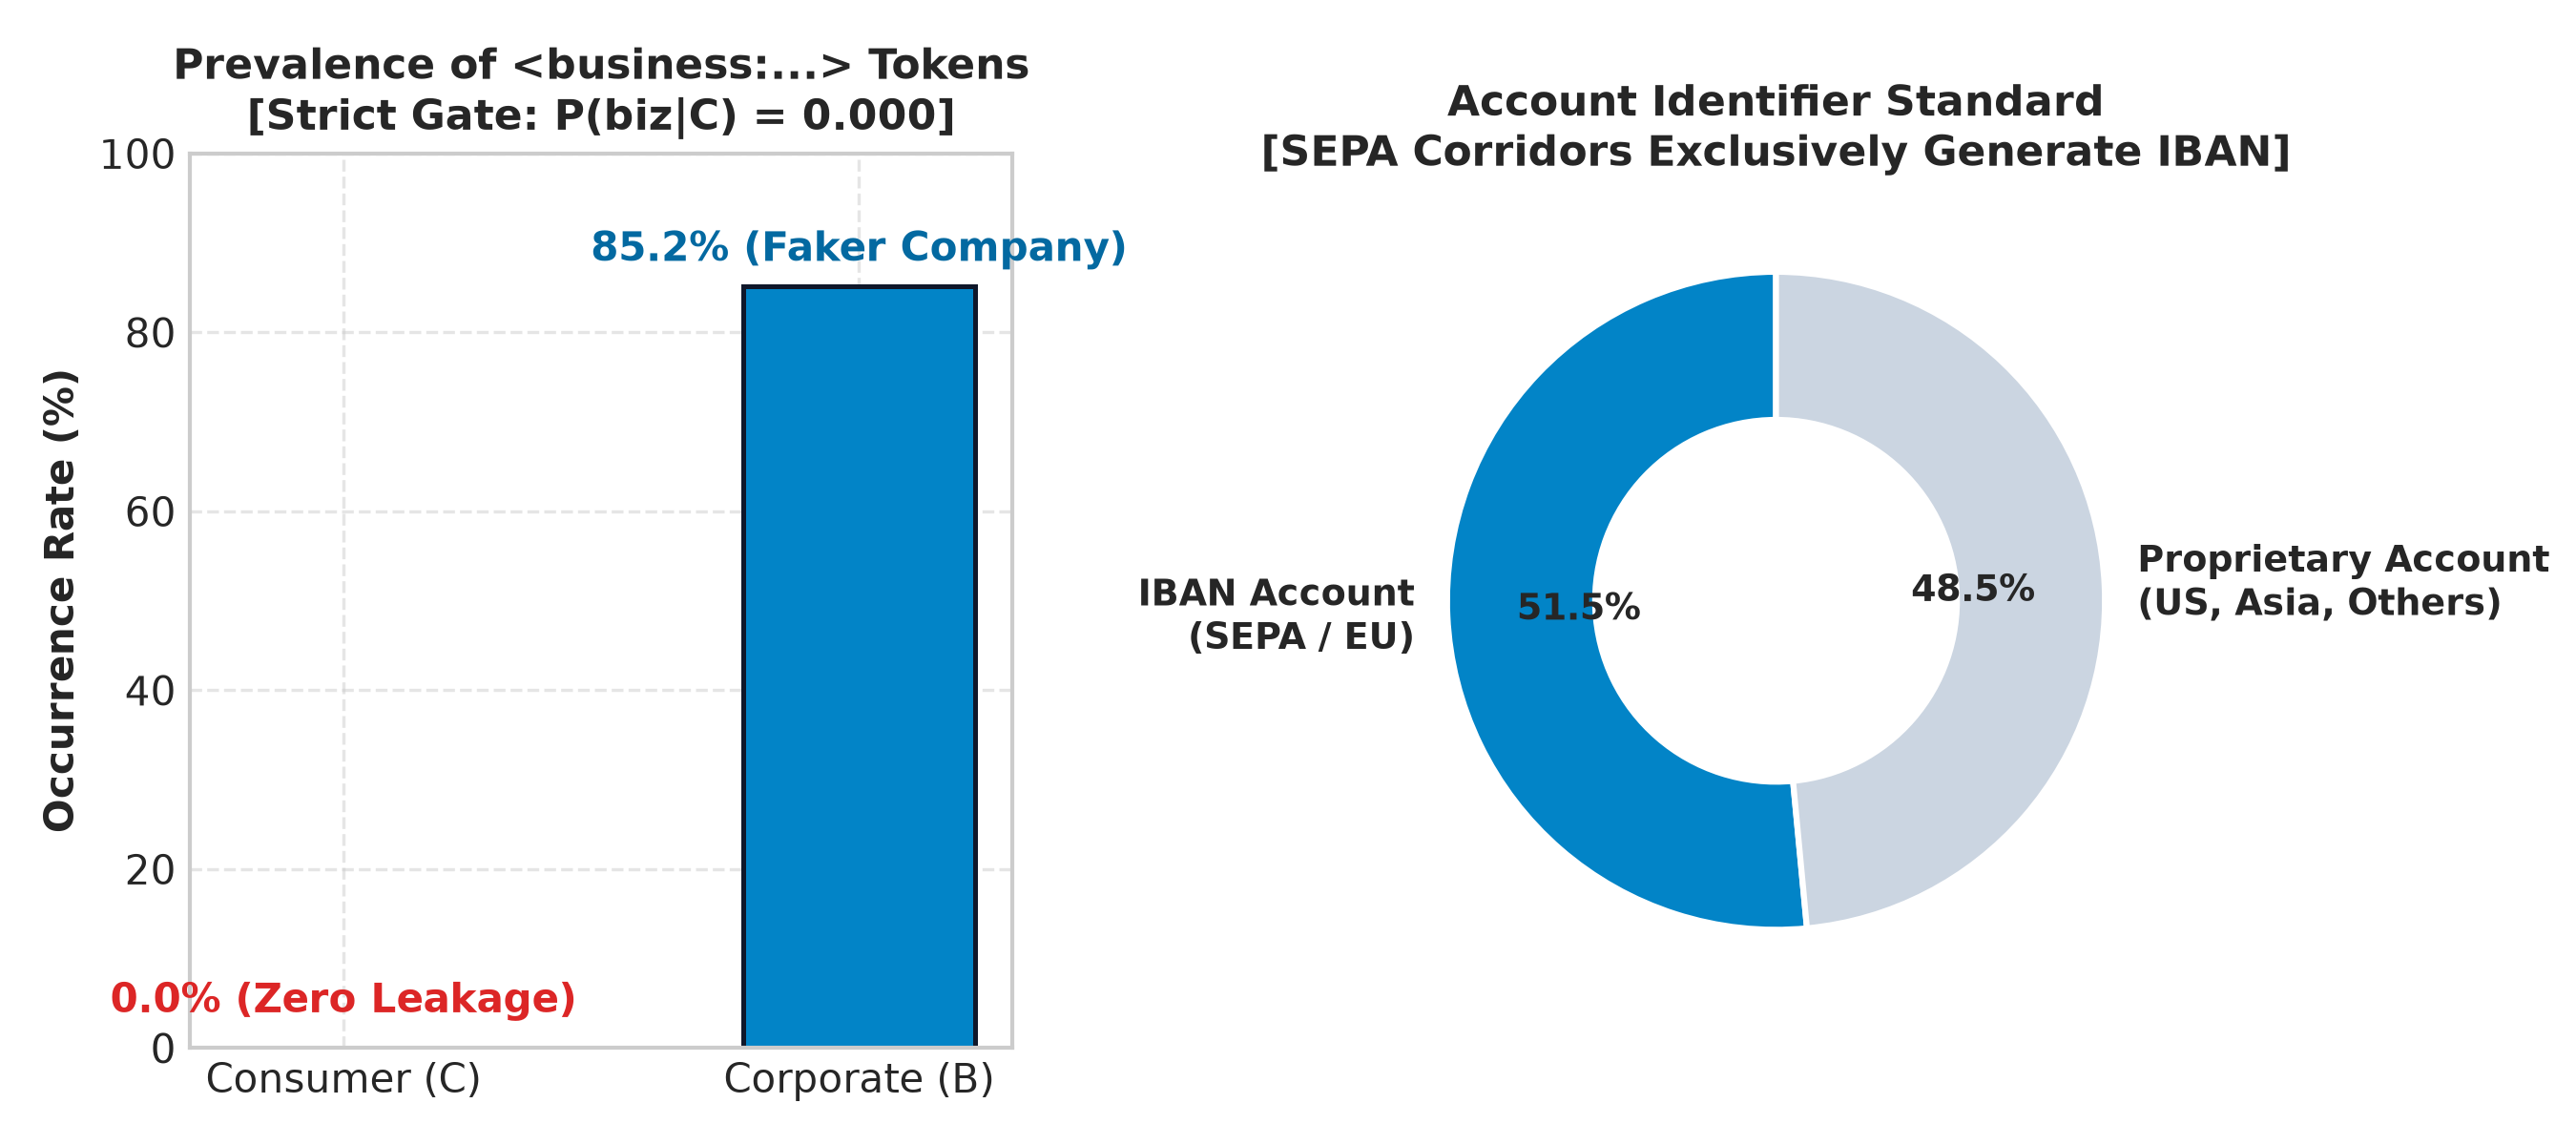 Prevalence of <business:...> Tokens
[Strict Gate: P(biz|C) = 0.000]
Occurrence Rate (%)
100
80
60
40
20
0
85.2% (Faker Company)
0.0% (Zero Leakage)
Consumer (C)
Corporate (B)
Account Identifier Standard
[SEPA Corridors Exclusively Generate IBAN]
IBAN Account
(SEPA / EU)
51.5%
48.5%
Proprietary Account
(US, Asia, Others)